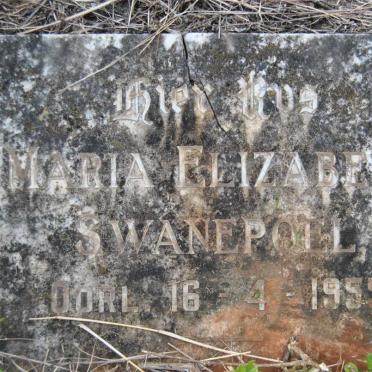 Hier Rus
MARIA ELIZABE
SWANEPOEL
OORL. 16 - 4 - 195